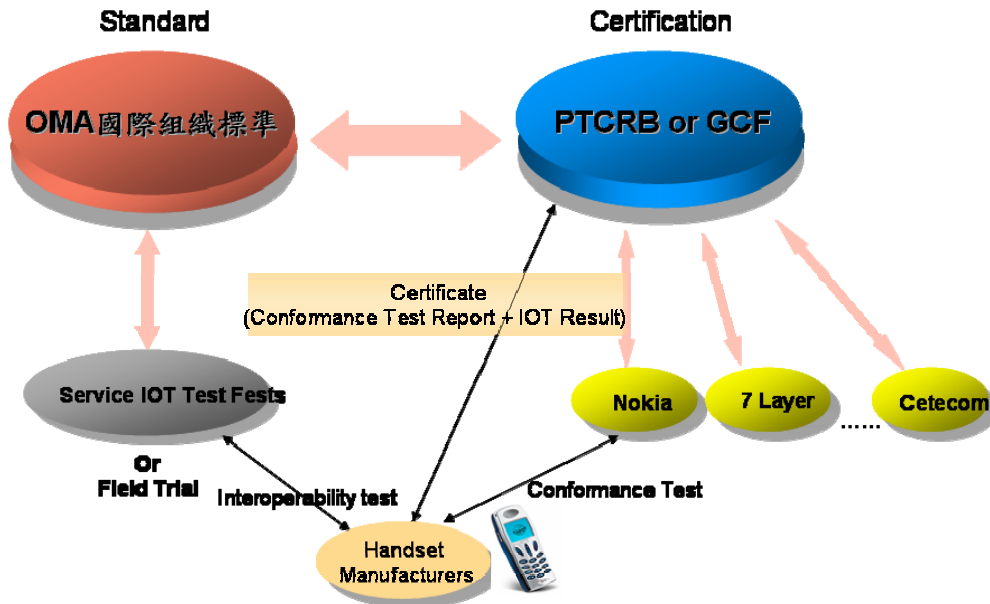 Standard
Certification
OMA國際組織標準
PTCRB or GCF
Certificate
(Conformance Test Report + IOT Result)
Service IOT Test Fests
Nokia
7 Layer
......
Cetecom
Or
Field Trial
Interoperability test
Conformance Test
Handset
Manufacturers